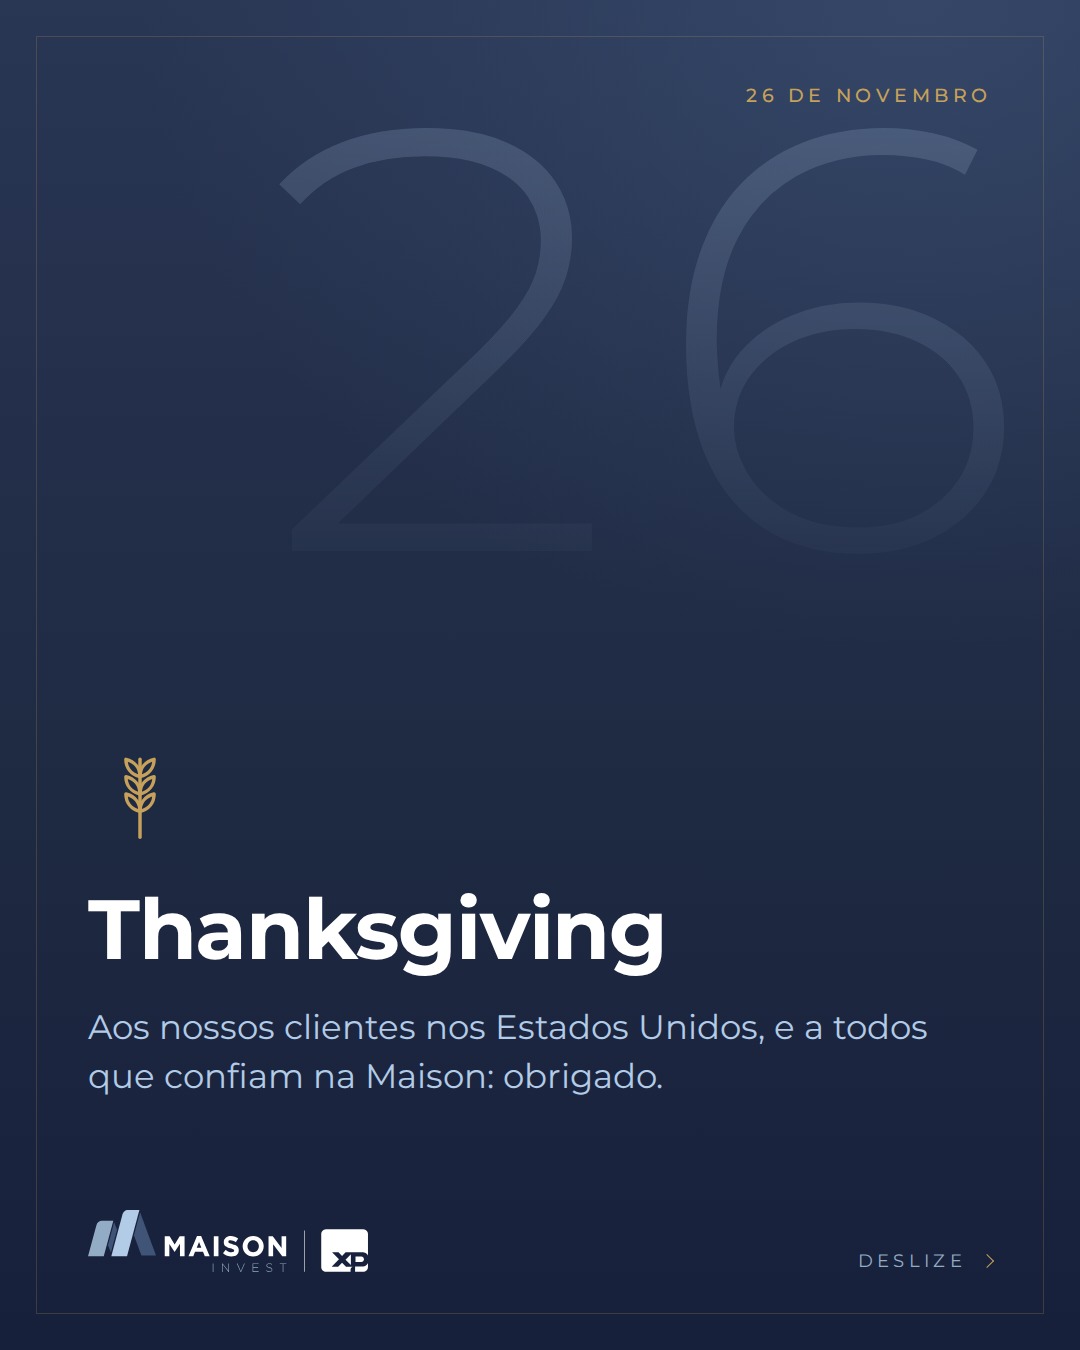 26 DE NOVEMBRO
26
Thanksgiving
Aos nossos clientes nos Estados Unidos, e a todos
que confiam na Maison: obrigado.
MAISON
INVEST
xp
DESLIZE